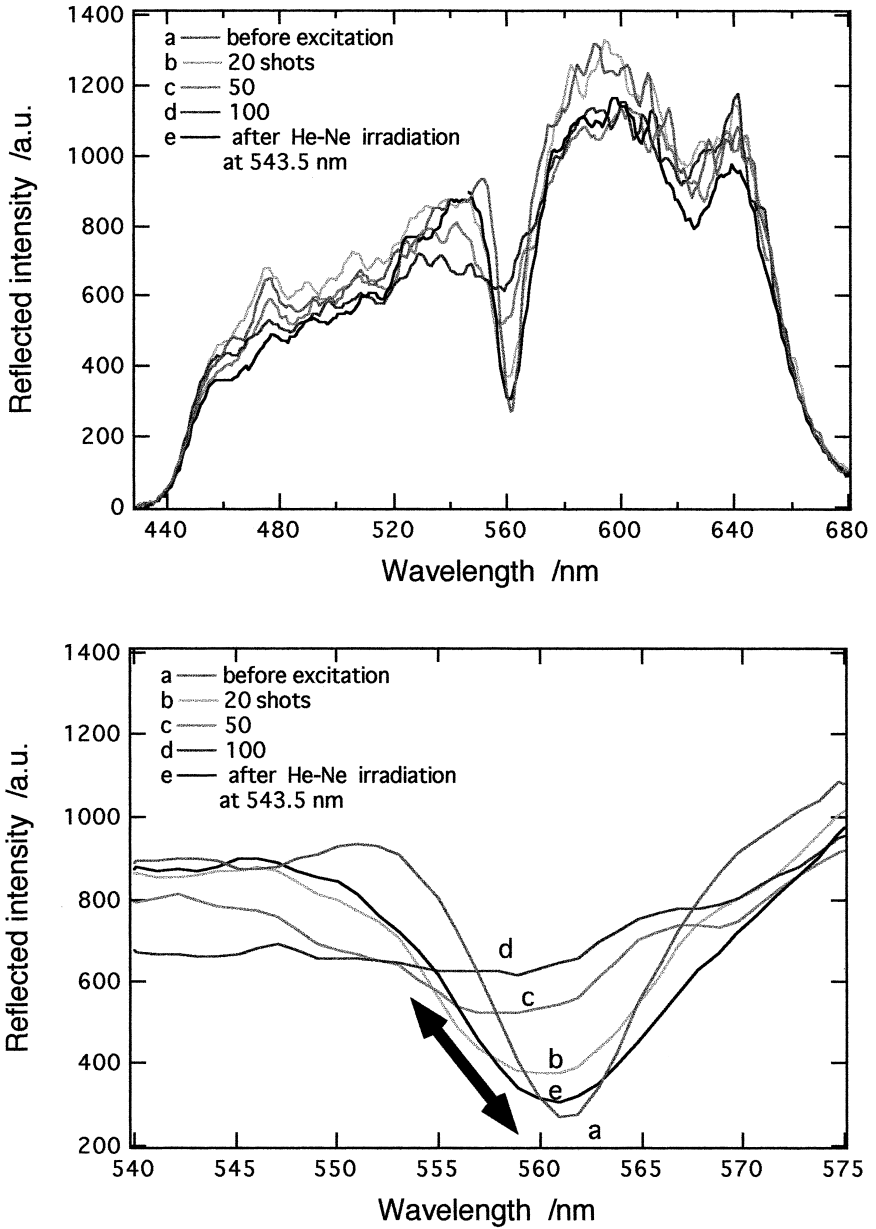 1400
1200
1000
800
600
400
200
0
Reflected intensity /a.u.
a before excitation
b 20 shots
c 50
d 100
e after He-Ne irradiation
at 543.5 nm
440 480 520 560 600 640 680
Wavelength /nm
1400
1200
1000
800
600
400
200
Reflected intensity /a.u.
a before excitation
b 20 shots
c 50
d 100
e after He-Ne irradiation
at 543.5 nm
d
c
b
e
a
540 545 550 555 560 565 570 575
Wavelength /nm